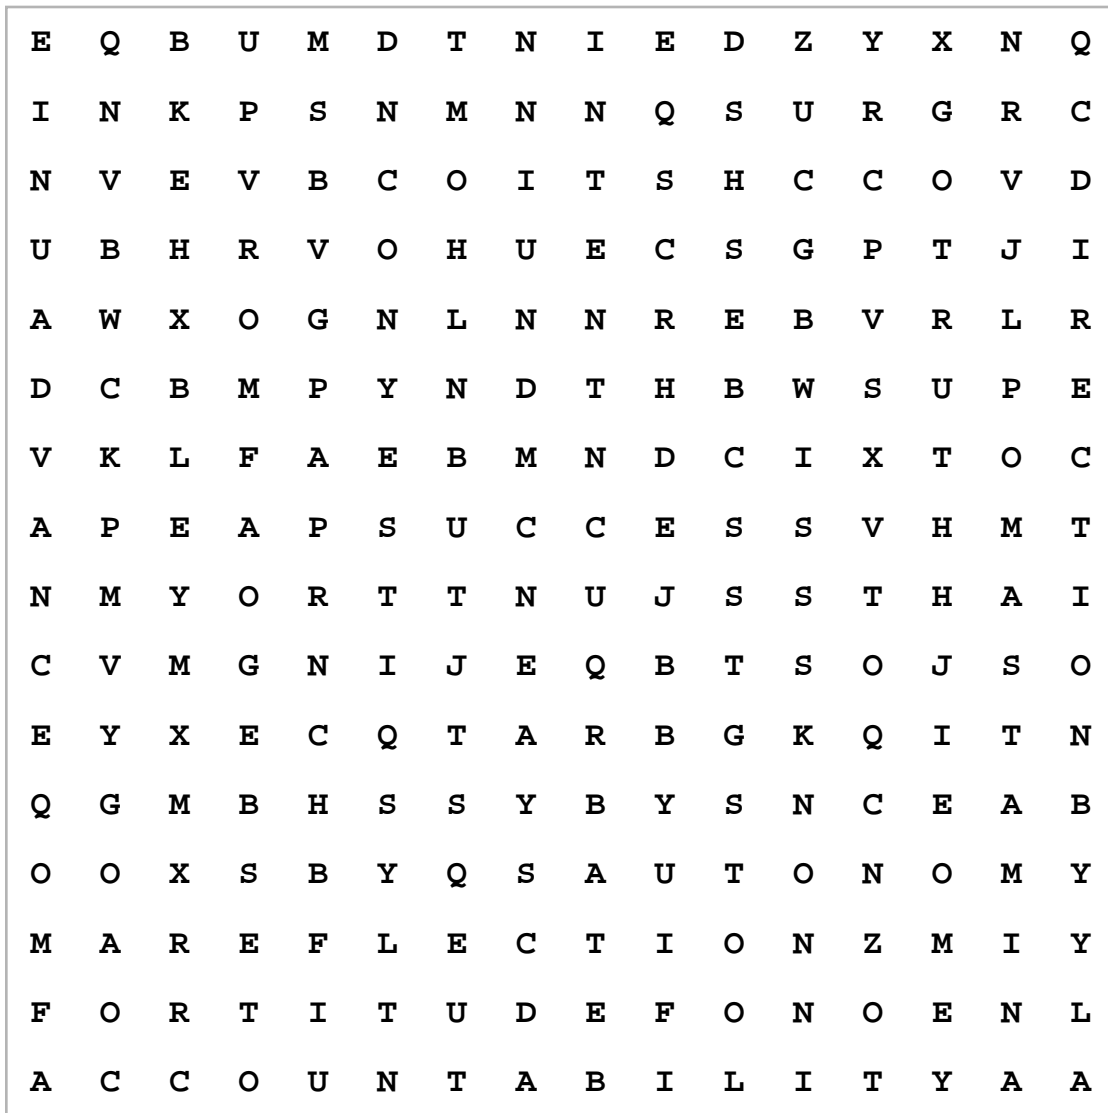 E Q B U M D T N I E D Z Y X N Q
I N K P S N M N N Q S U R G R C
N V E V B C O I T S H C C O V D
U B H R V O H U E C S G P T J I
A W X O G N L N N R E B V R L R
D C B M P Y N D T H B W S U P E
V K L F A E B M N D C I X T O C
A P E A P S U C C E S S V H M T
N M Y O R T T N U J S S T H A I
C V M G N I J E Q B T S O J S O
E Y X E C Q T A R B G K Q I T N
Q G M B H S S Y B Y S N C E A B
O O X S B Y Q S A U T O N O M Y
M A R E F L E C T I O N Z M I Y
F O R T I T U D E F O N O E N L
A C C O U N T A B I L I T Y A A